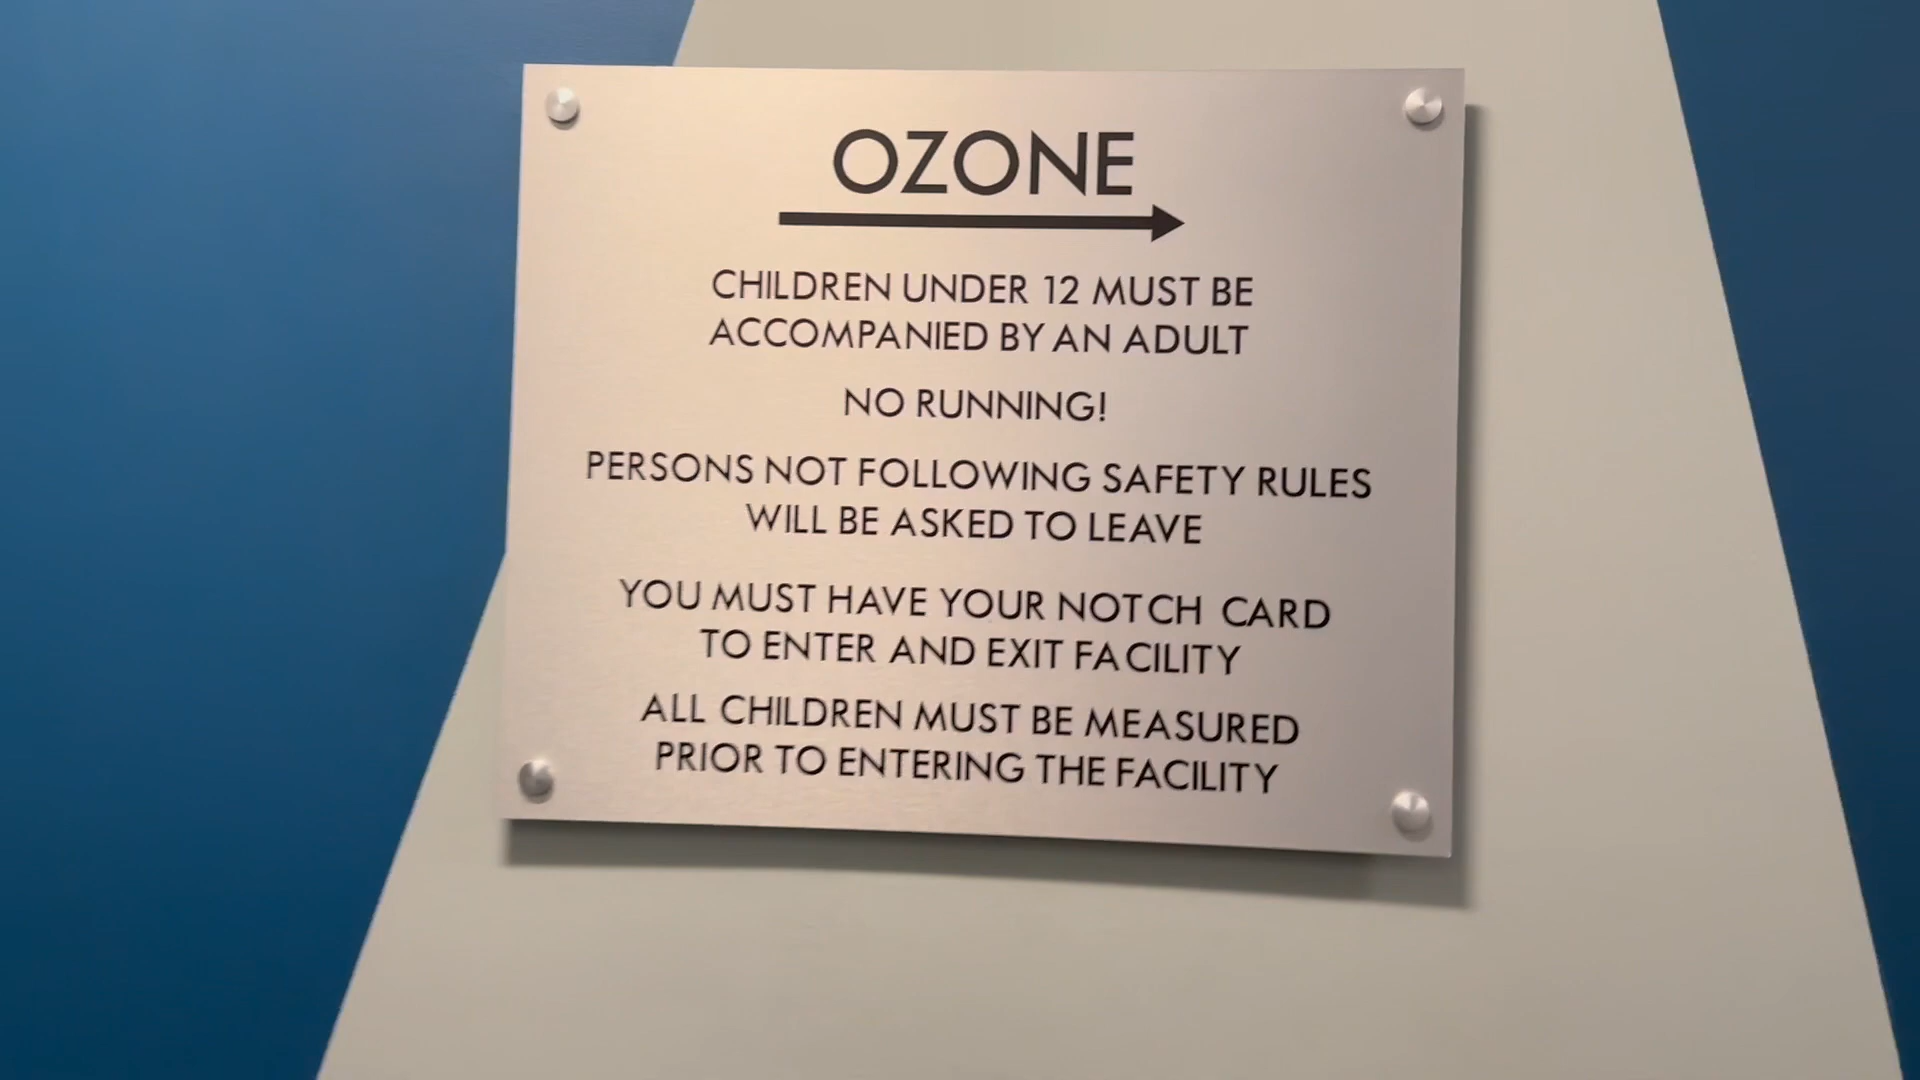 OZONE
CHILDREN UNDER 12 MUST BE
ACCOMPANIED BY AN ADULT
NO RUNNING!
PERSONS NOT FOLLOWING SAFETY RULES
WILL BE ASKED TO LEAVE
YOU MUST HAVE YOUR NOTCH CARD
TO ENTER AND EXIT FACILITY
ALL CHILDREN MUST BE MEASURED
PRIOR TO ENTERING THE FACILITY